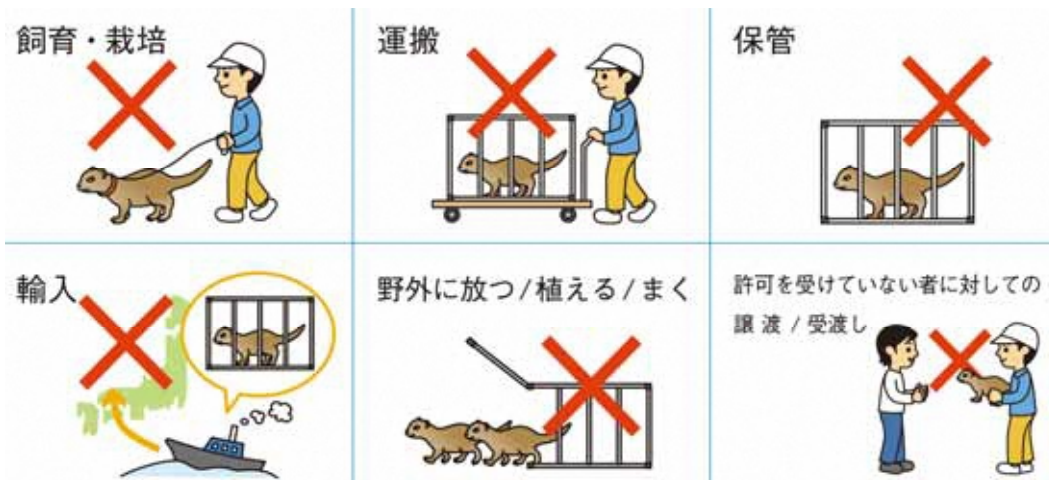 飼育・栽培
運搬
保管
輸入
野外に放つ/植える/まく
許可を受けていない者に対しての
譲 渡 / 受渡し